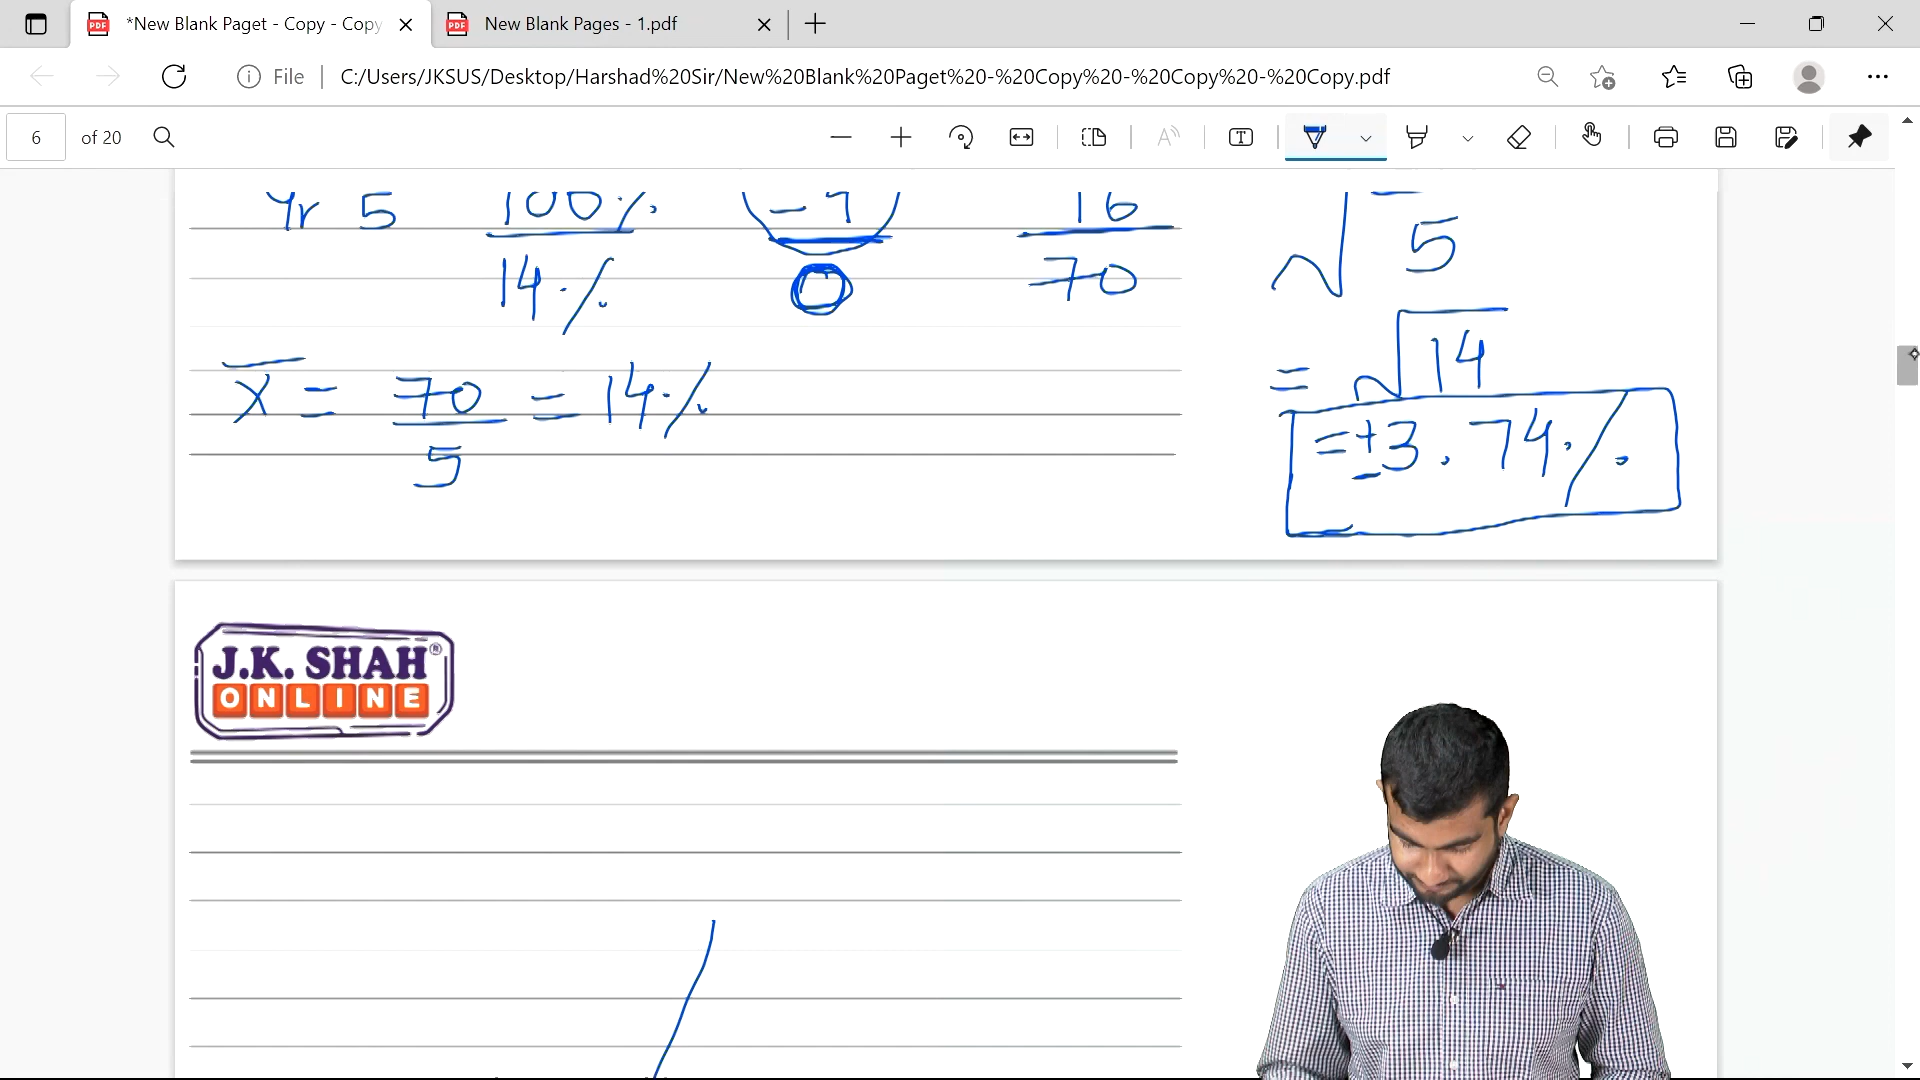 *New Blank Paget - Copy - Copy
New Blank Pages - 1.pdf
File
C:/Users/JKSUS/Desktop/Harshad%20Sir/New%20Blank%20Paget%20-%20Copy%20-%20Copy%20-%20Copy.pdf
6 of 20
Yr 5 100% (-4) 16
14% 0 70
√ 5
x̄ = 70/5 = 14%
= √14
= ±3.74%
J.K. SHAH®
ONLINE